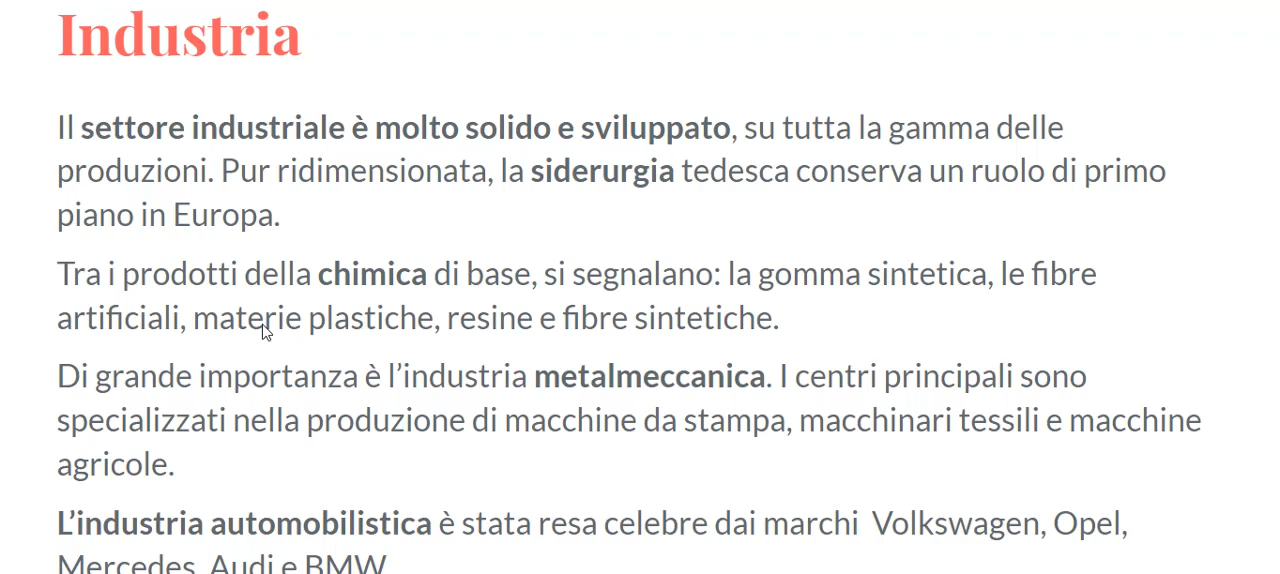 Industria
Il settore industriale è molto solido e sviluppato, su tutta la gamma delle
produzioni. Pur ridimensionata, la siderurgia tedesca conserva un ruolo di primo
piano in Europa.
Tra i prodotti della chimica di base, si segnalano: la gomma sintetica, le fibre
artificiali, materie plastiche, resine e fibre sintetiche.
Di grande importanza è l’industria metalmeccanica. I centri principali sono
specializzati nella produzione di macchine da stampa, macchinari tessili e macchine
agricole.
L’industria automobilistica è stata resa celebre dai marchi Volkswagen, Opel,
Mercedes, Audi e BMW